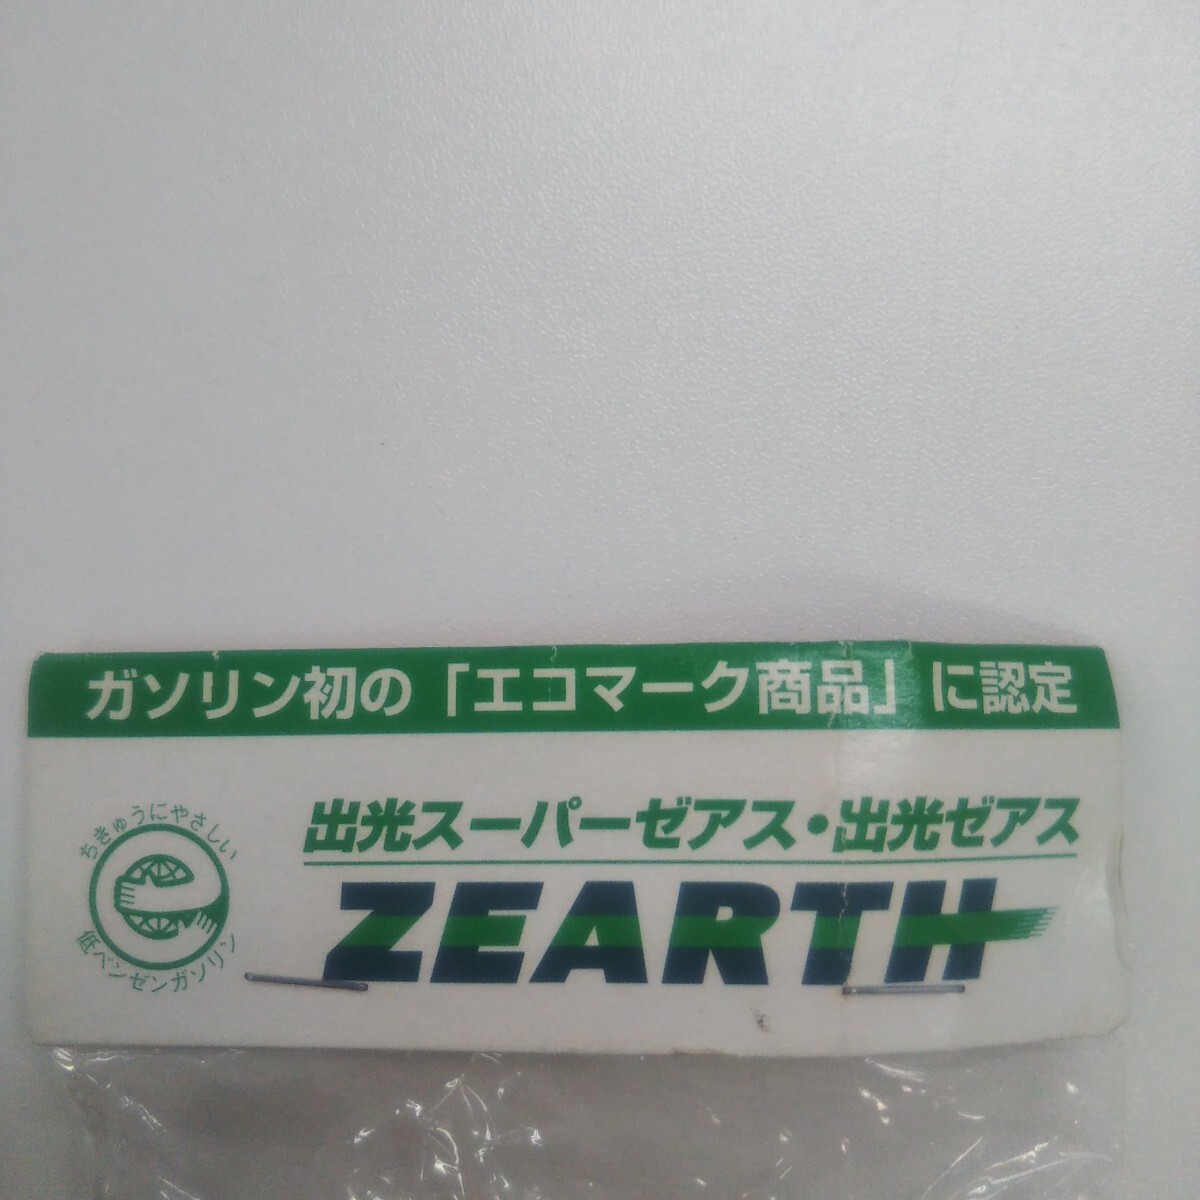 ガソリン初の「エコマーク商品」に認定
出光スーパーゼアス・出光ゼアス
ZEARTH
ちきゅうにやさしい
低ベンゼンガソリン